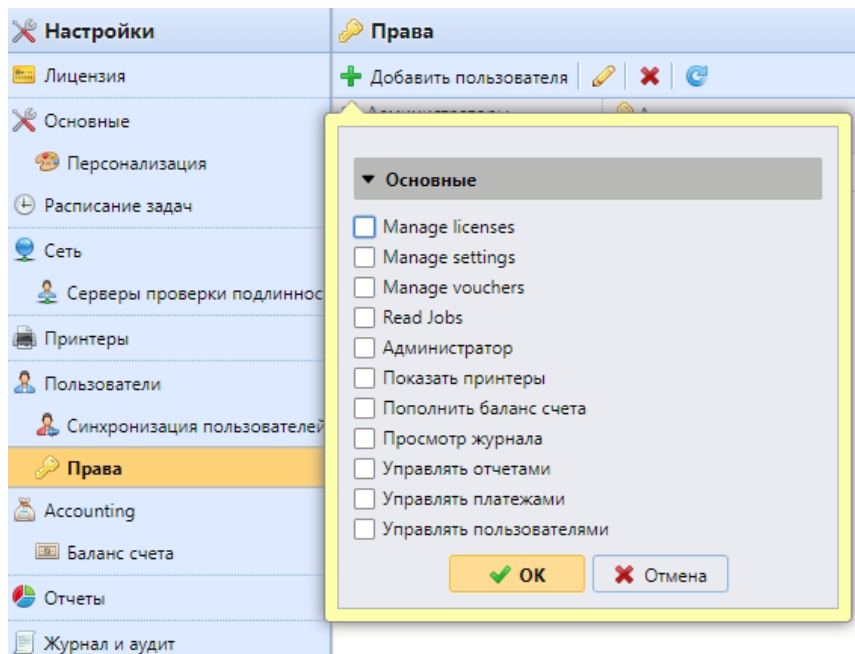 Настройки
Лицензия
Основные
Персонализация
Расписание задач
Сеть
Серверы проверки
Принтеры
Пользователи
Синхронизация пользователей
Права
Accounting
Баланс счета
Отчеты
Журнал и аудит
Права
Добавить пользователя
Основные
Manage licenses
Manage settings
Manage vouchers
Read Jobs
Администратор
Показать принтеры
Пополнить баланс счета
Просмотр журнала
Управлять отчетами
Управлять платежами
Управлять пользователями
OK
Отмена